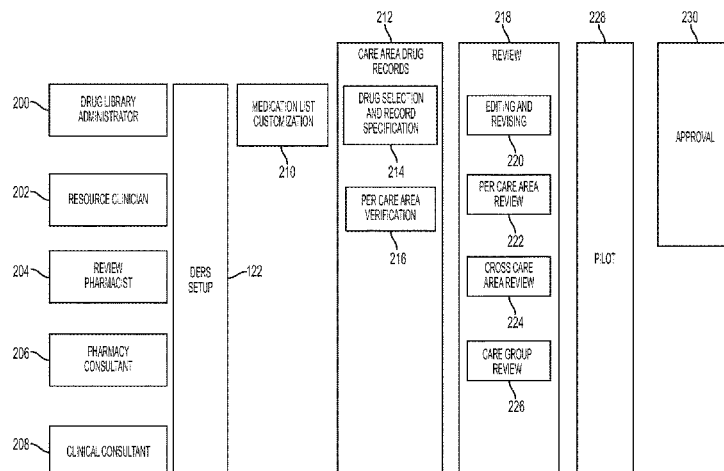 212
218
228
230
CARE AREA DRUG
RECORDS
REVIEW
200
DRUG LIBRARY
ADMINISTRATOR
MEDICATION LIST
CUSTOMIZATION
210
DRUG SELECTION
AND RECORD
SPECIFICATION
214
EDITING AND
REVISING
220
APPROVAL
202
RESOURCE CLINICIAN
PER CARE AREA
VERIFICATION
216
PER CARE AREA
REVIEW
222
204
REVIEW
PHARMACIST
DERS
SETUP
122
CROSS CARE
AREA REVIEW
224
PILOT
206
PHARMACY
CONSULTANT
CARE GROUP
REVIEW
226
208
CLINICAL CONSULTANT